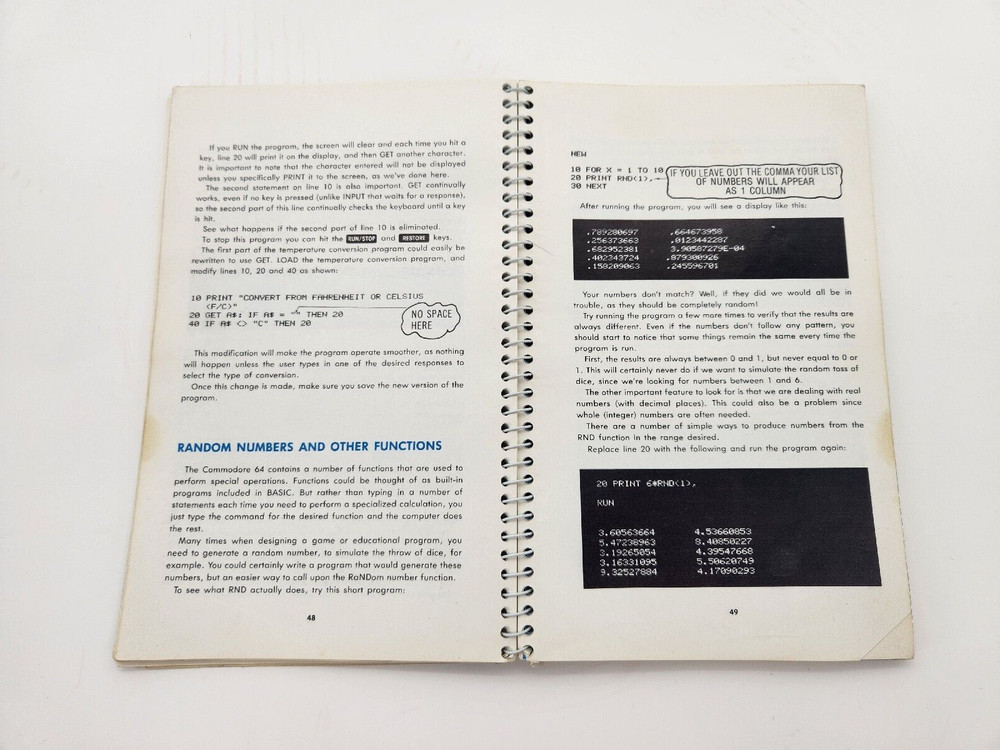 If you RUN the program, the screen will clear and each time you hit a
key, line 20 will print it on the display, and then GET another character.
It is important to note that the character entered will not be displayed
unless you specifically PRINT it to the screen, as we've done here.
The second statement on line 10 is also important. GET continually
works, even if no key is pressed (unlike INPUT that waits for a response),
so the second part of this line continually checks the keyboard until a key
is hit.
See what happens if the second part of line 10 is eliminated.
To stop this program you can hit the RUN/STOP and RESTORE keys.
The first part of the temperature conversion program could easily be
rewritten to use GET. LOAD the temperature conversion program, and
modify lines 10, 20 and 40 as shown:
10 PRINT "CONVERT FROM FAHRENHEIT OR CELSIUS
(F/C)"
20 GET A$: IF A$ = "" THEN 20
40 IF A$ <> "C" THEN 20
NO SPACE
HERE
This modification will make the program operate smoother, as nothing
will happen unless the user types in one of the desired responses to
select the type of conversion.
Once this change is made, make sure you save the new version of the
program.
RANDOM NUMBERS AND OTHER FUNCTIONS
The Commodore 64 contains a number of functions that are used to
perform special operations. Functions could be thought of as built-in
programs included in BASIC. But rather than typing in a number of
statements each time you need to perform a specialized calculation, you
just type the command for the desired function and the computer does
the rest.
Many times when designing a game or educational program, you
need to generate a random number, to simulate the throw of dice, for
example. You could certainly write a program that would generate these
numbers, but an easier way to call upon the RaNDom number function.
To see what RND actually does, try this short program:
48
NEW
10 FOR X = 1 TO 10
20 PRINT RND(1),
30 NEXT
IF YOU LEAVE OUT THE COMMA YOUR LIST
OF NUMBERS WILL APPEAR
AS 1 COLUMN
After running the program, you will see a display like this:
.789280697 .664673958
.256373663 .0123442287
.682952381 3.90587279E-04
.402343724 .879300926
.158209063 .245596701
Your numbers don't match? Well, if they did we would all be in
trouble, as they should be completely random!
Try running the program a few more times to verify that the results are
always different. Even if the numbers don't follow any pattern, you
should start to notice that some things remain the same every time the
program is run.
First, the results are always between 0 and 1, but never equal to 0 or
1. This will certainly never do if we want to simulate the random toss of
dice, since we're looking for numbers between 1 and 6.
The other important feature to look for is that we are dealing with real
numbers (with decimal places). This could also be a problem since
whole (integer) numbers are often needed.
There are a number of simple ways to produce numbers from the
RND function in the range desired.
Replace line 20 with the following and run the program again:
20 PRINT 6*RND(1),
RUN
3.60563664 4.53660853
5.47238963 8.40850227
3.19265054 4.39547668
3.16331095 5.50620749
9.32527884 4.17090293
49